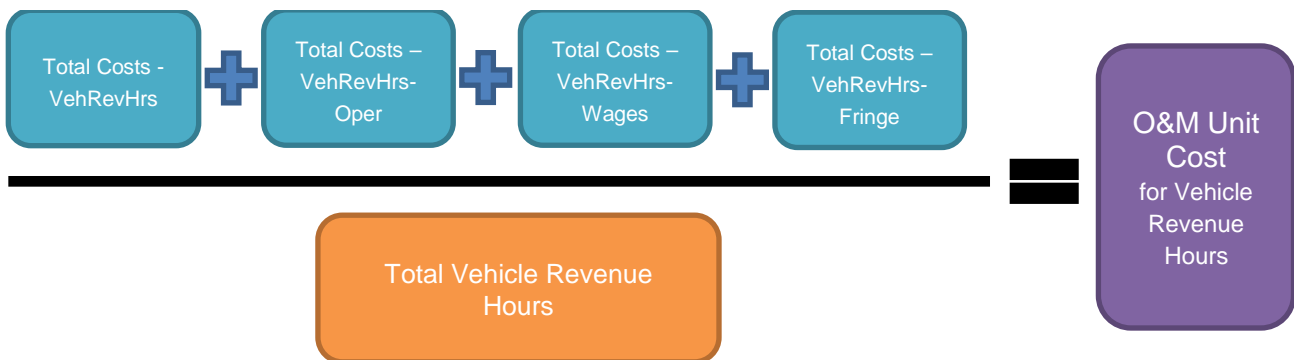 Total Costs -
VehRevHrs
Total Costs –
VehRevHrs-
Oper
Total Costs –
VehRevHrs-
Wages
Total Costs –
VehRevHrs-
Fringe
Total Vehicle Revenue
Hours
O&M Unit
Cost
for Vehicle
Revenue
Hours